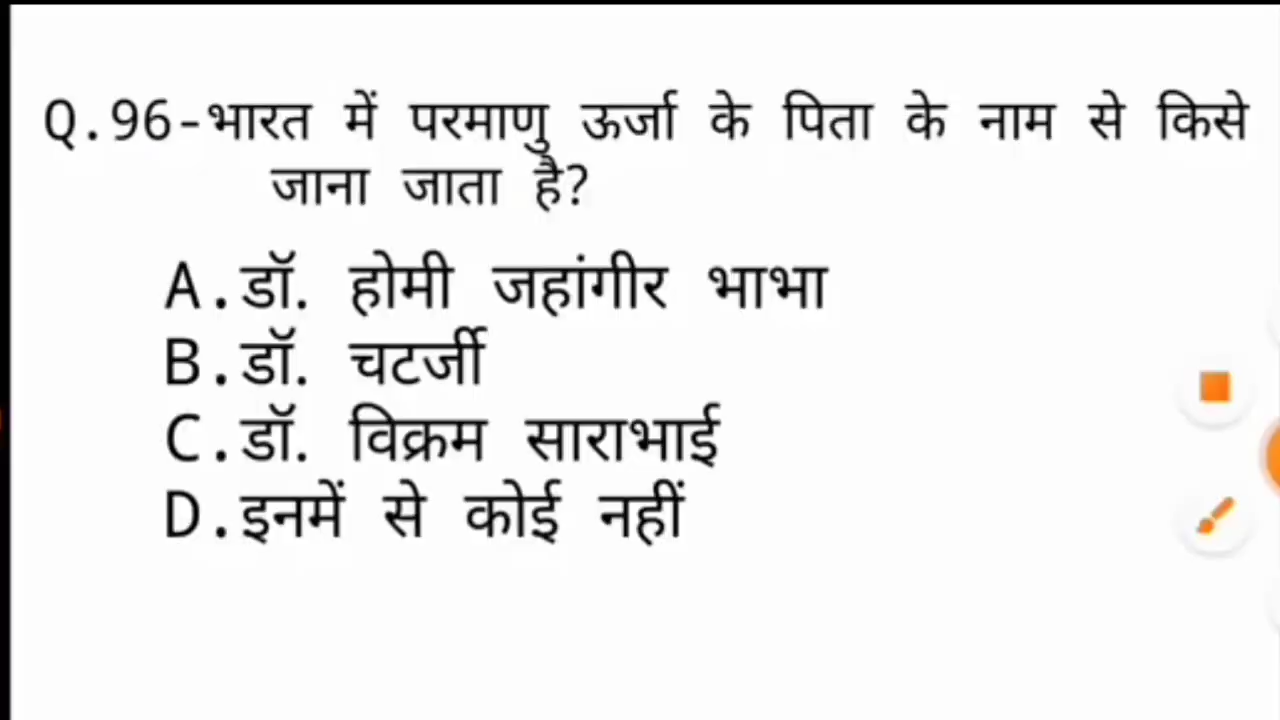 Q.96-भारत में परमाणु ऊर्जा के पिता के नाम से किसे
जाना जाता है?
A.डॉ. होमी जहांगीर भाभा
B.डॉ. चटर्जी
C.डॉ. विक्रम साराभाई
D.इनमें से कोई नहीं